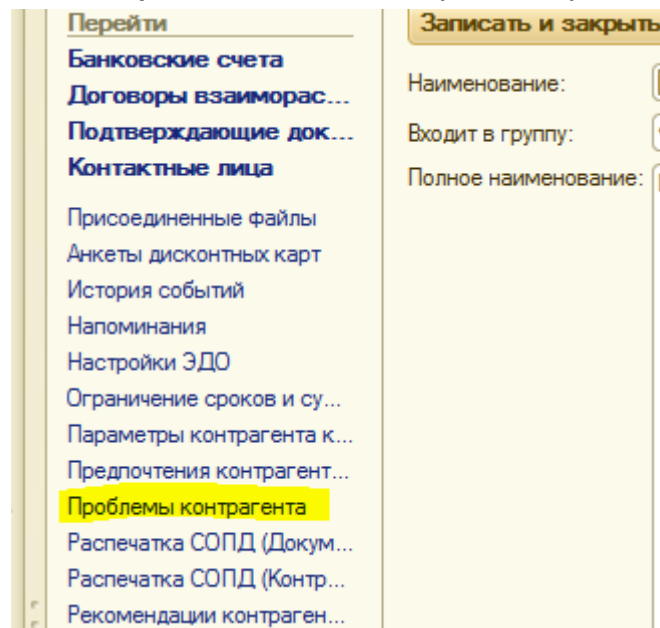 Перейти
Банковские счета
Договоры взаиморас...
Подтверждающие док...
Контактные лица
Присоединенные файлы
Анкеты дисконтных карт
История событий
Напоминания
Настройки ЭДО
Ограничение сроков и су...
Параметры контрагента к...
Предпочтения контрагент...
Проблемы контрагента
Распечатка СОПД (Докум...
Распечатка СОПД (Контр...
Рекомендации контраген...
Записать и закрыть
Наименование:
Входит в группу:
Полное наименование: